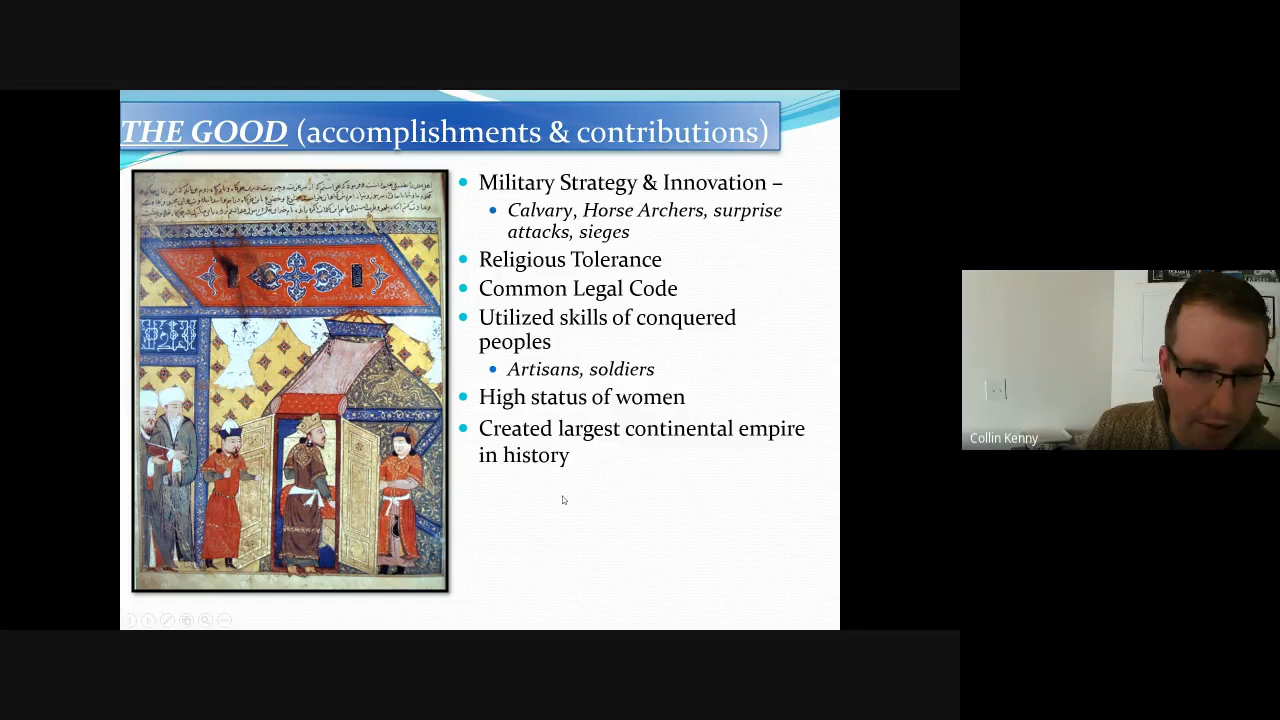 THE GOOD (accomplishments & contributions)
Military Strategy & Innovation –
Calvary, Horse Archers, surprise
attacks, sieges
Religious Tolerance
Common Legal Code
Utilized skills of conquered
peoples
Artisans, soldiers
High status of women
Created largest continental empire
in history
Collin Kenny